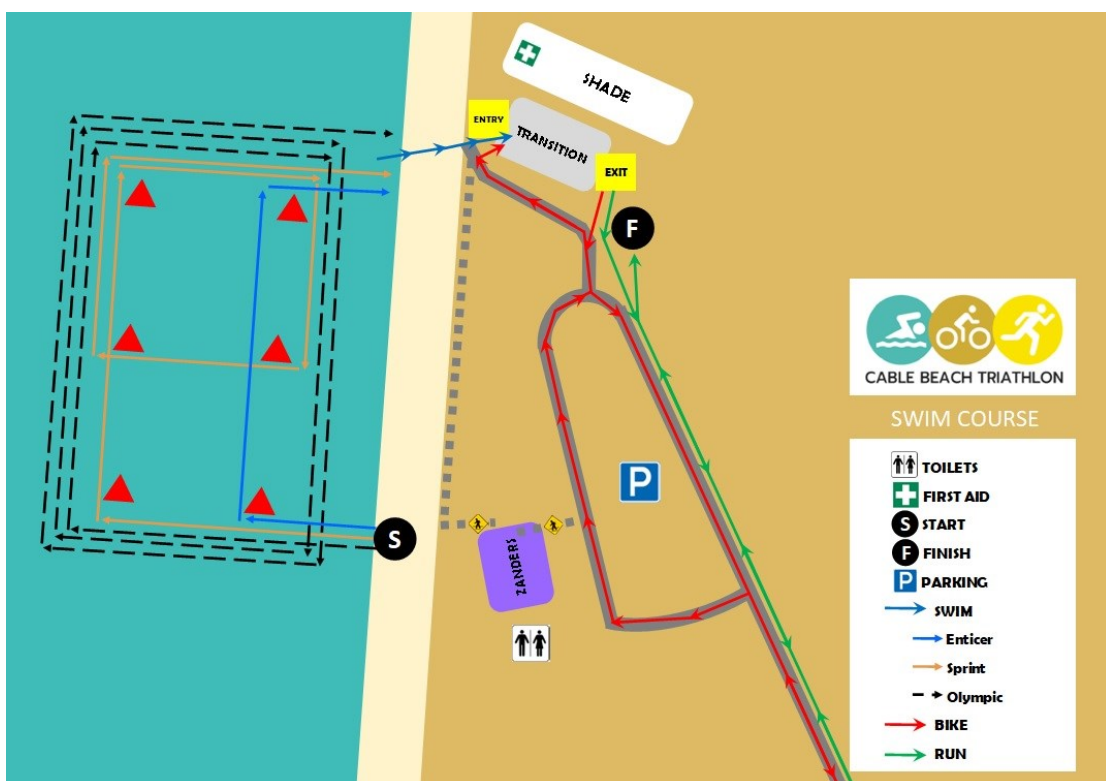 SHADE
ENTRY
TRANSITION
EXIT
F
P
S
ZANDERS
CABLE BEACH TRIATHLON
SWIM COURSE
TOILETS
FIRST AID
S START
F FINISH
P PARKING
SWIM
Enticer
Sprint
Olympic
BIKE
RUN